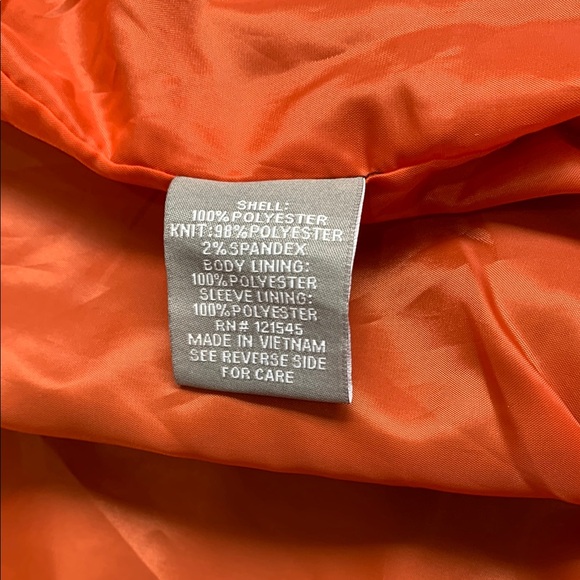 SHELL:
100%POLYESTER
KNIT:98%POLYESTER
2%SPANDEX
BODY LINING:
100%POLYESTER
SLEEVE LINING:
100%POLYESTER
RN# 121545
MADE IN VIETNAM
SEE REVERSE SIDE
FOR CARE